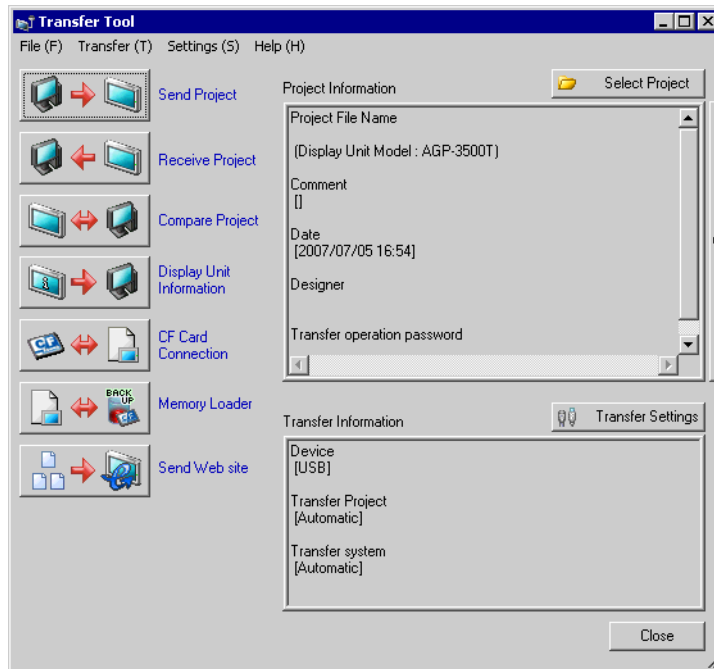 Transfer Tool
File (F) Transfer (T) Settings (S) Help (H)
Send Project
Receive Project
Compare Project
Display Unit
Information
CF Card
Connection
Memory Loader
Send Web site
CF
BACK
UP
CF
Project Information
Select Project
Project File Name
(Display Unit Model : AGP-3500T)
Comment
[]
Date
[2007/07/05 16:54]
Designer
Transfer operation password
Transfer Information
Transfer Settings
Device
[USB]
Transfer Project
[Automatic]
Transfer system
[Automatic]
Close